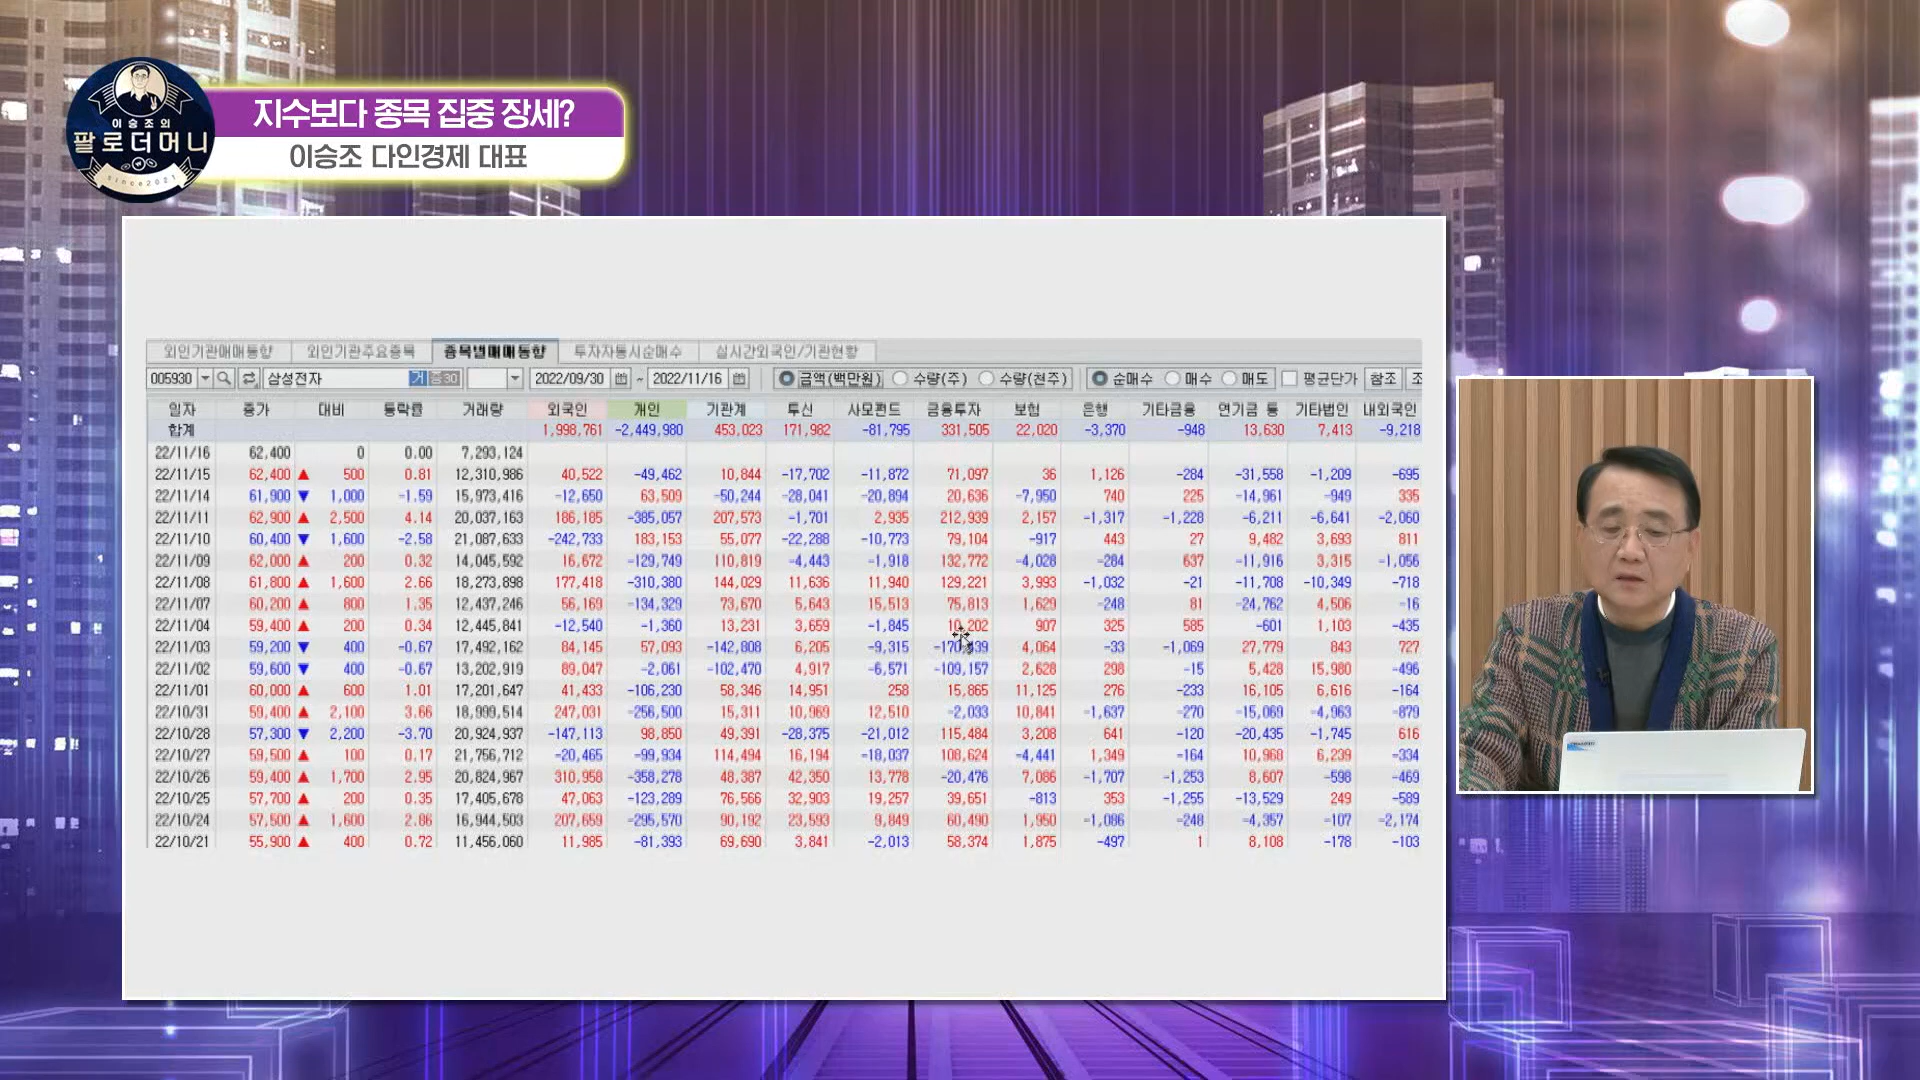 지수보다 종목 집중 장세?
이승조의
팔로더머니
since2021
이승조 다인경제 대표
외인기관매매동향 외인기관주요종목 종목별매매동향 투자자동시순매수 실시간외국인/기관현황
005930 삼성전자 거 증30 2022/09/30 ~ 2022/11/16 금액(백만원) 수량(주) 수량(천주) 순매수 매수 매도 평균단가 참조 조
일자 종가 대비 등락률 거래량 외국인 개인 기관계 투신 사모펀드 금융투자 보험 은행 기타금융 연기금 등 기타법인 내외국인
합계 1,998,761 -2,449,980 453,023 171,982 -81,795 331,505 22,020 -3,370 -948 13,630 7,413 -9,218
22/11/16 62,400 0 0.00 7,293,124
22/11/15 62,400 ▲ 500 0.81 12,310,986 40,522 -49,462 10,844 -17,702 -11,872 71,097 36 1,126 -284 -31,558 -1,209 -695
22/11/14 61,900 ▼ 1,000 -1.59 15,973,416 -12,650 63,509 -50,244 -28,041 -20,894 20,636 -7,950 740 225 -14,961 -949 335
22/11/11 62,900 ▲ 2,500 4.14 20,037,163 186,185 -385,057 207,573 -1,701 2,935 212,939 2,157 -1,317 -1,228 -6,211 -6,641 -2,060
22/11/10 60,400 ▼ 1,600 -2.58 21,087,633 -242,733 183,153 55,077 -22,288 -10,773 79,104 -917 443 27 9,482 3,693 811
22/11/09 62,000 ▲ 200 0.32 14,045,592 16,672 -129,749 110,819 -4,443 -1,918 132,772 -4,028 -284 637 -11,916 3,315 -1,056
22/11/08 61,800 ▲ 1,600 2.66 18,273,898 177,418 -310,380 144,029 11,636 11,940 129,221 3,993 -1,032 -21 -11,708 -10,349 -718
22/11/07 60,200 ▲ 800 1.35 12,437,246 56,169 -134,329 73,670 5,643 15,513 75,813 1,629 -248 81 -24,762 4,506 -16
22/11/04 59,400 ▲ 200 0.34 12,445,841 -12,540 -1,360 13,231 3,659 -1,845 10,202 907 325 585 -601 1,103 -435
22/11/03 59,200 ▼ 400 -0.67 17,492,162 84,145 57,093 -142,808 6,205 -9,315 4,064 -33 -1,069 27,779 843 727
22/11/02 59,600 ▼ 400 -0.67 13,202,919 89,047 -2,061 -102,470 4,917 -6,571 -109,157 2,628 298 -15 5,428 15,980 -496
22/11/01 60,000 ▲ 600 1.01 17,201,647 41,433 -106,230 58,346 14,951 258 15,865 11,125 276 -233 16,105 6,616 -164
22/10/31 59,400 ▲ 2,100 3.66 18,999,514 247,031 -256,500 15,311 10,969 12,510 -2,033 10,841 -1,637 -270 -15,069 -4,963 -879
22/10/28 57,300 ▼ 2,200 -3.70 20,924,937 -147,113 98,850 49,391 -28,375 -21,012 115,484 3,208 641 -120 -20,435 -1,745 616
22/10/27 59,500 ▲ 100 0.17 21,756,712 -20,465 -99,934 114,494 16,194 -18,037 108,624 -4,441 1,349 -164 10,968 6,239 -334
22/10/26 59,400 ▲ 1,700 2.95 20,824,967 310,958 -358,278 48,387 42,350 13,778 -20,476 7,086 -1,707 -1,253 8,607 -598 -469
22/10/25 57,700 ▲ 200 0.35 17,405,678 47,063 -123,289 76,566 32,903 19,257 39,651 -813 353 -1,255 -13,529 249 -589
22/10/24 57,500 ▲ 1,600 2.86 16,944,503 207,659 -295,570 90,192 23,593 9,849 60,490 1,950 -1,086 -248 -4,357 -107 -2,174
22/10/21 55,900 ▲ 400 0.72 11,456,060 11,985 -81,393 69,690 3,841 -2,013 58,374 1,875 -497 1 8,108 -178 -103